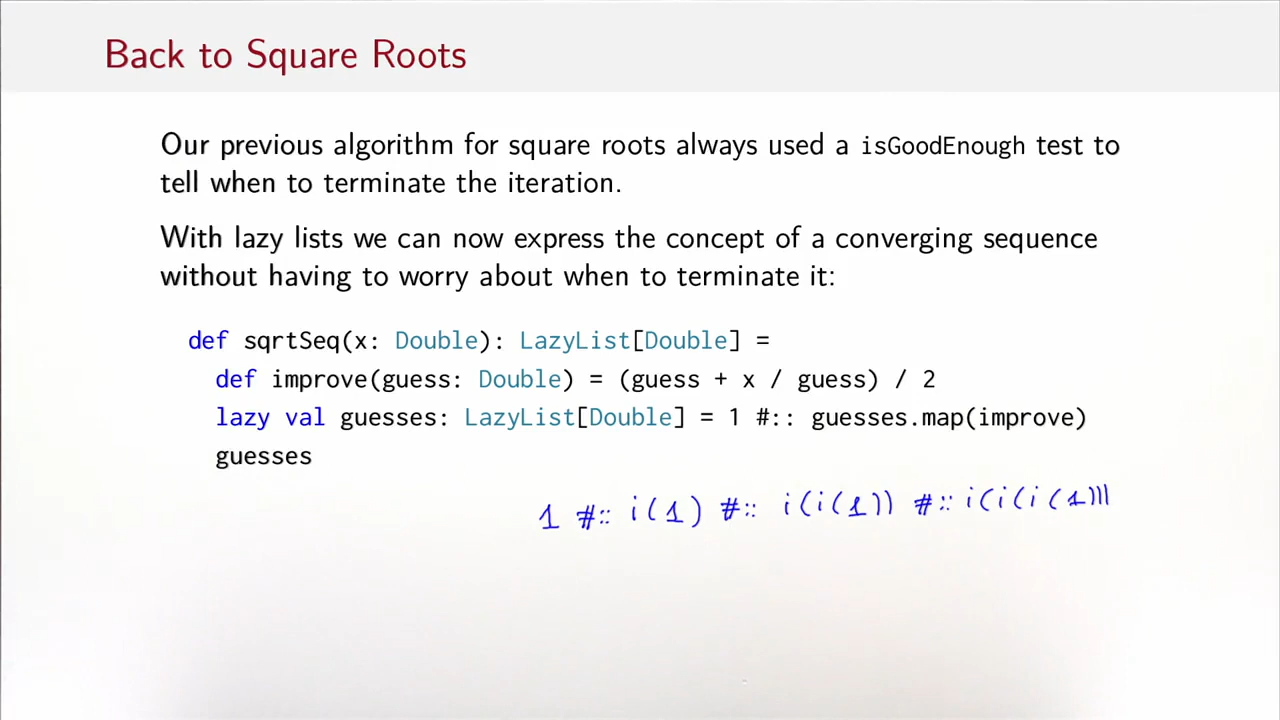 Back to Square Roots
Our previous algorithm for square roots always used a isGoodEnough test to
tell when to terminate the iteration.
With lazy lists we can now express the concept of a converging sequence
without having to worry about when to terminate it:
def sqrtSeq(x: Double): LazyList[Double] =
def improve(guess: Double) = (guess + x / guess) / 2
lazy val guesses: LazyList[Double] = 1 #:: guesses.map(improve)
guesses
1 #:: i(1) #:: i(i(1)) #:: i(i(i(1)))